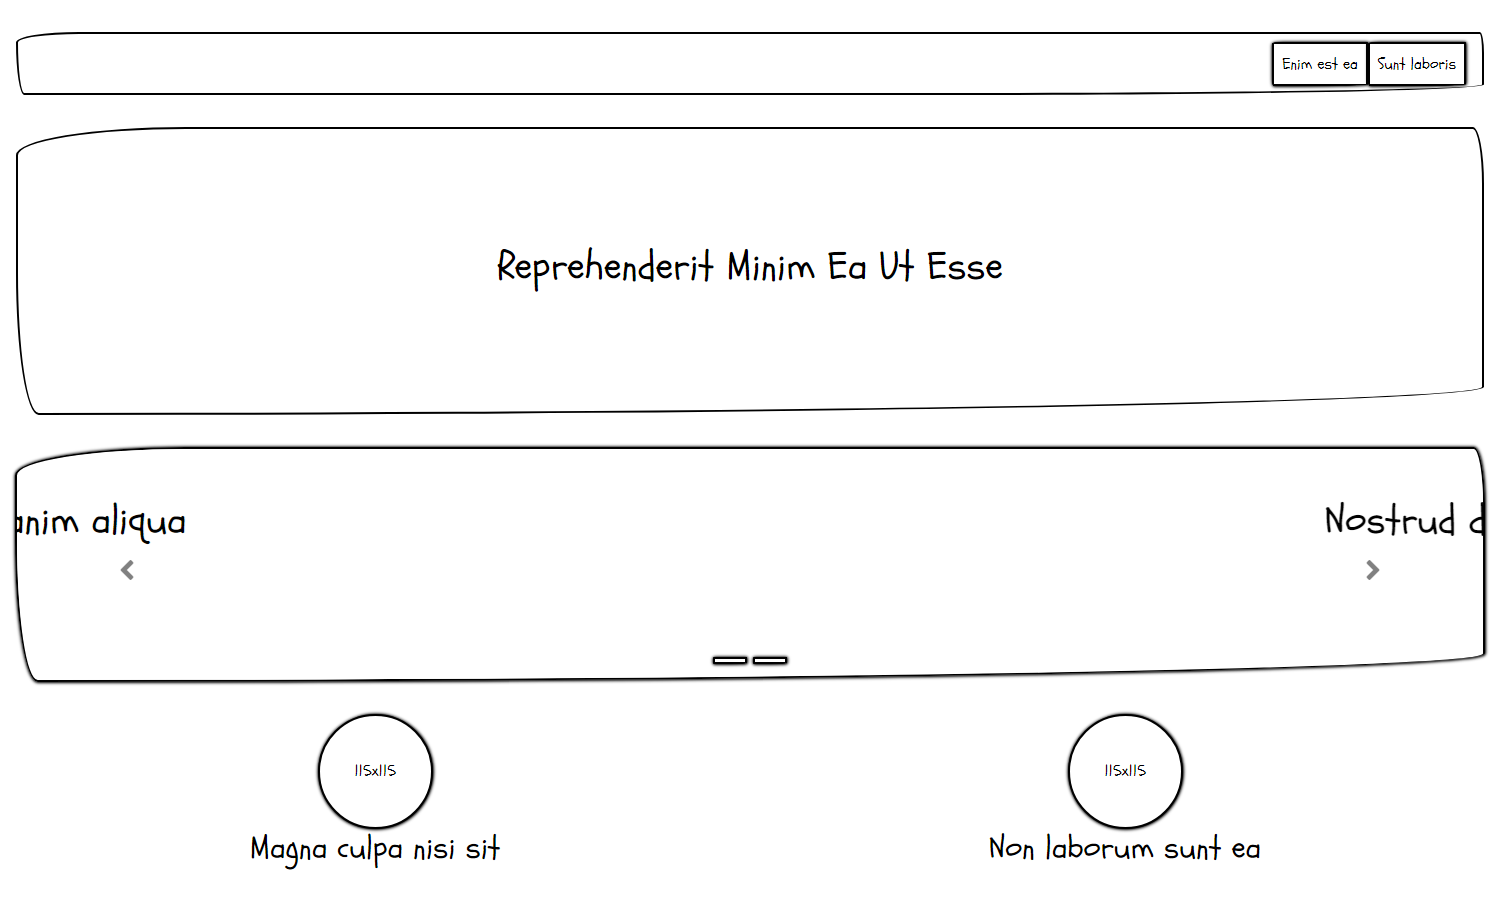 Enim est ea Sunt laboris
Reprehenderit Minim Ea Ut Esse
anim aliqua Nostrud
115x115 115x115
Magna culpa nisi sit Non laborum sunt ea